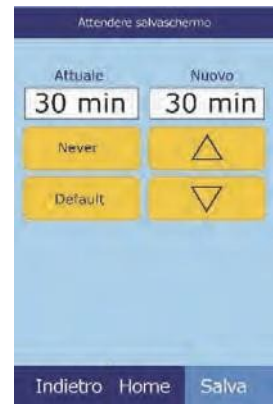 Attendere salvaschermo
Attuale Nuovo
30 min 30 min
Never
Default
Indietro Home Salva